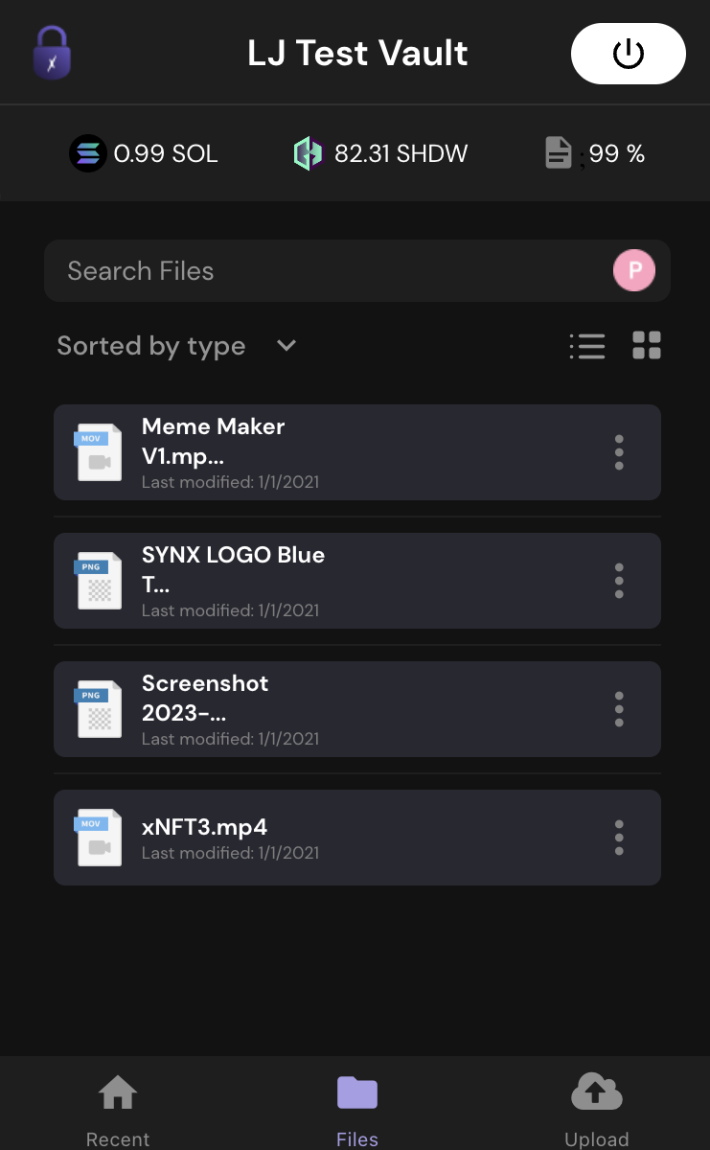 LJ Test Vault
0.99 SOL
82.31 SHDW
; 99 %
Search Files
P
Sorted by type
MOV
Meme Maker
V1.mp...
Last modified: 1/1/2021
PNG
SYNX LOGO Blue
T...
Last modified: 1/1/2021
PNG
Screenshot
2023-...
Last modified: 1/1/2021
MOV
xNFT3.mp4
Last modified: 1/1/2021
Recent
Files
Upload